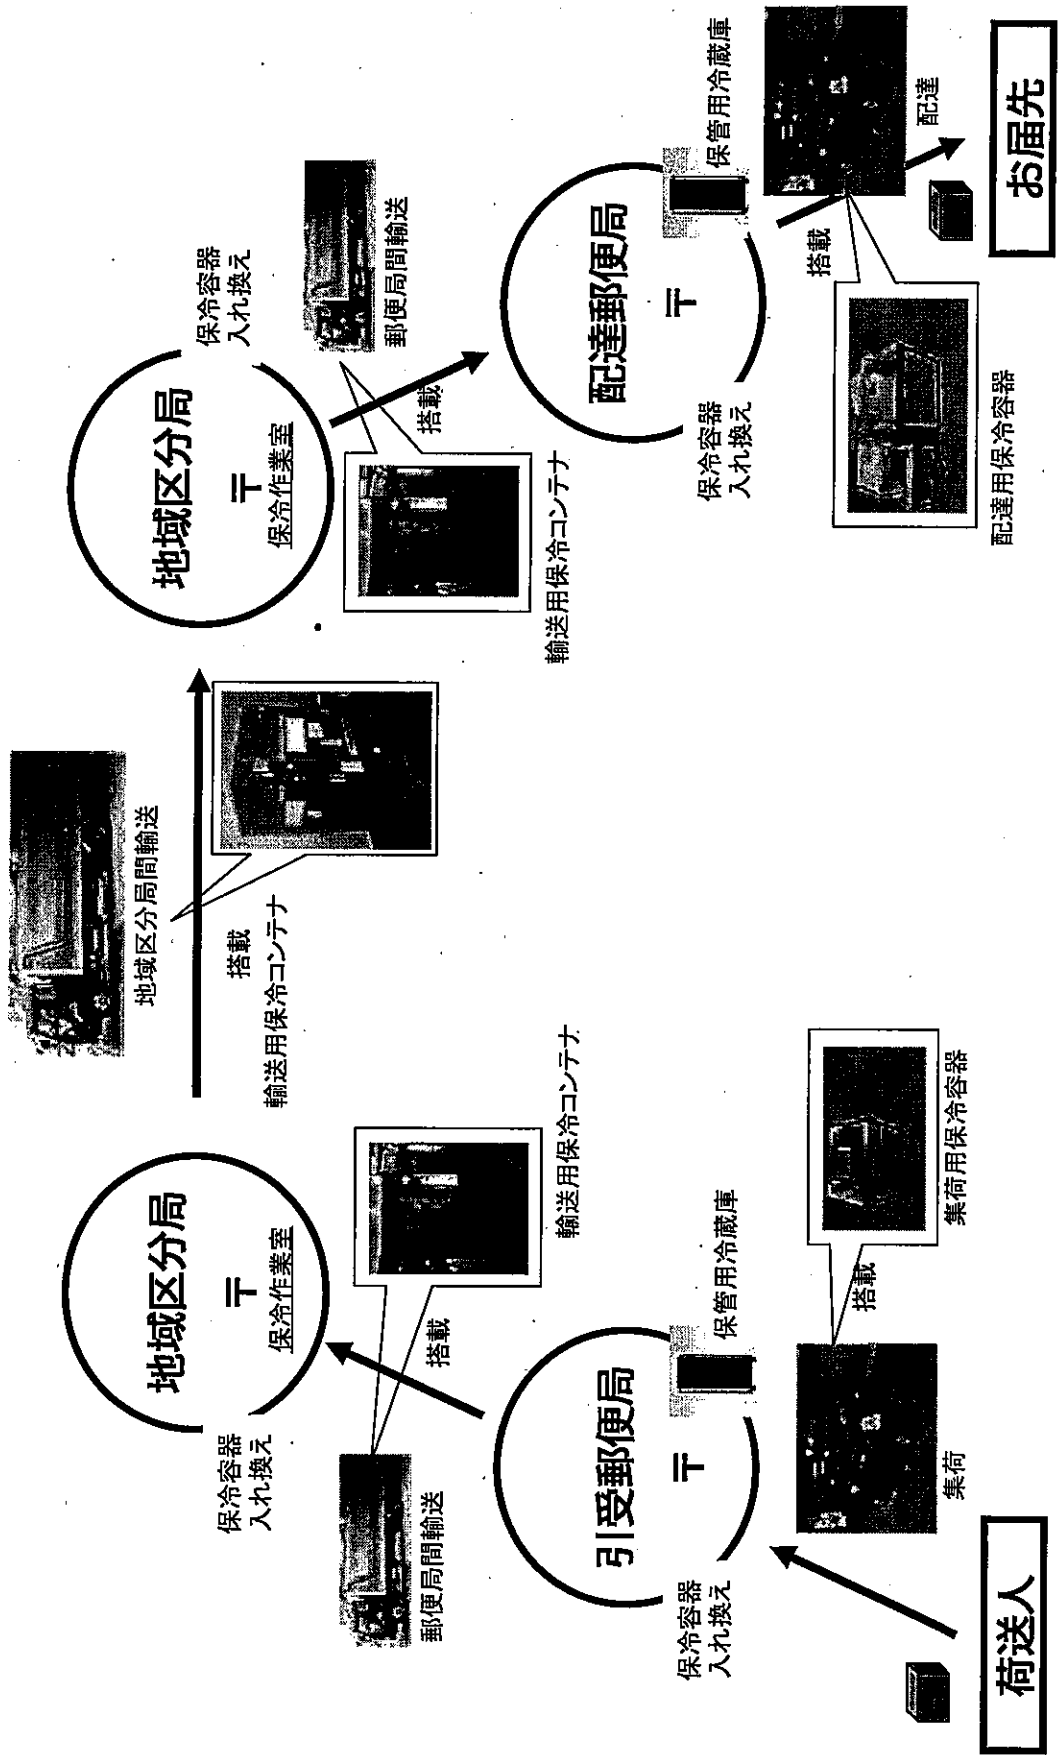 荷送人
集荷
搭載
集荷用保冷容器
引受郵便局
〒
保冷容器
入れ換え
保管用冷蔵庫
郵便局間輸送
搭載
輸送用保冷コンテナ
地域区分局
〒
保冷作業室
保冷容器
入れ換え
地域区分局間輸送
搭載
輸送用保冷コンテナ
地域区分局
〒
保冷作業室
保冷容器
入れ換え
郵便局間輸送
搭載
輸送用保冷コンテナ
配達郵便局
〒
保冷容器
入れ換え
保管用冷蔵庫
搭載
配達用保冷容器
配達
お届先